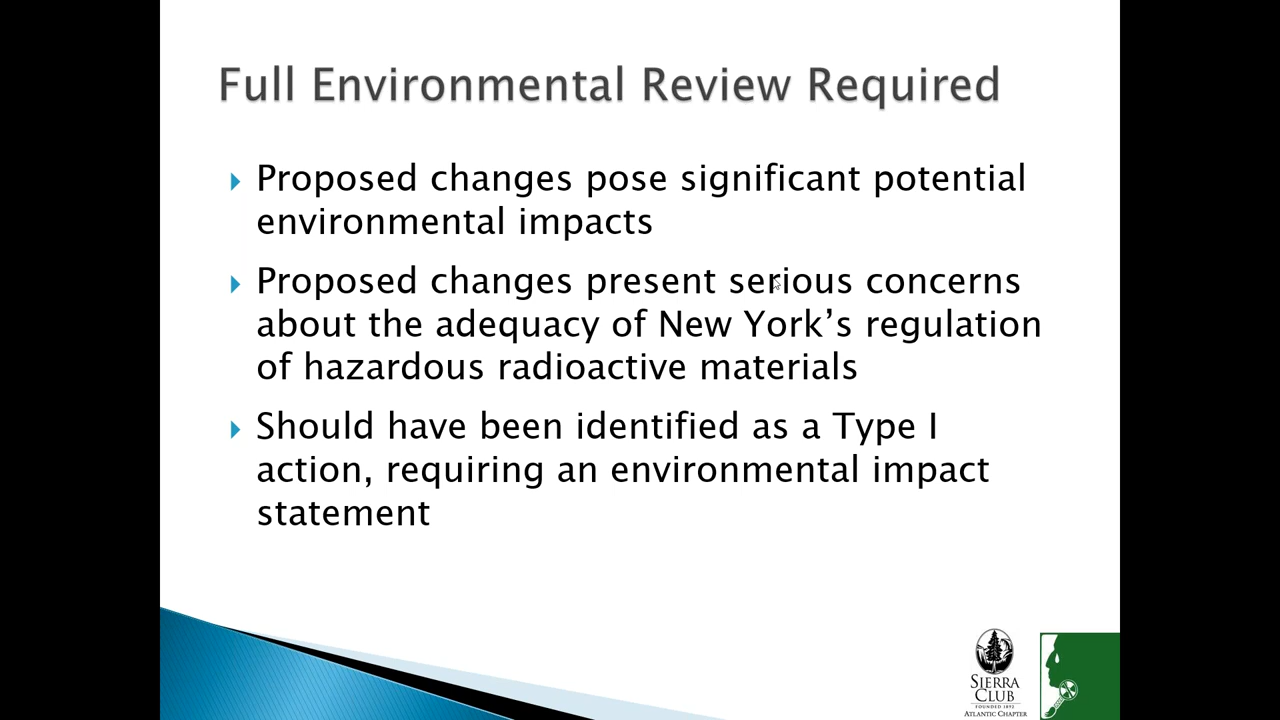 Full Environmental Review Required
Proposed changes pose significant potential
environmental impacts
Proposed changes present serious concerns
about the adequacy of New York’s regulation
of hazardous radioactive materials
Should have been identified as a Type I
action, requiring an environmental impact
statement
SIERRA
CLUB
FOUNDED 1892
ATLANTIC CHAPTER